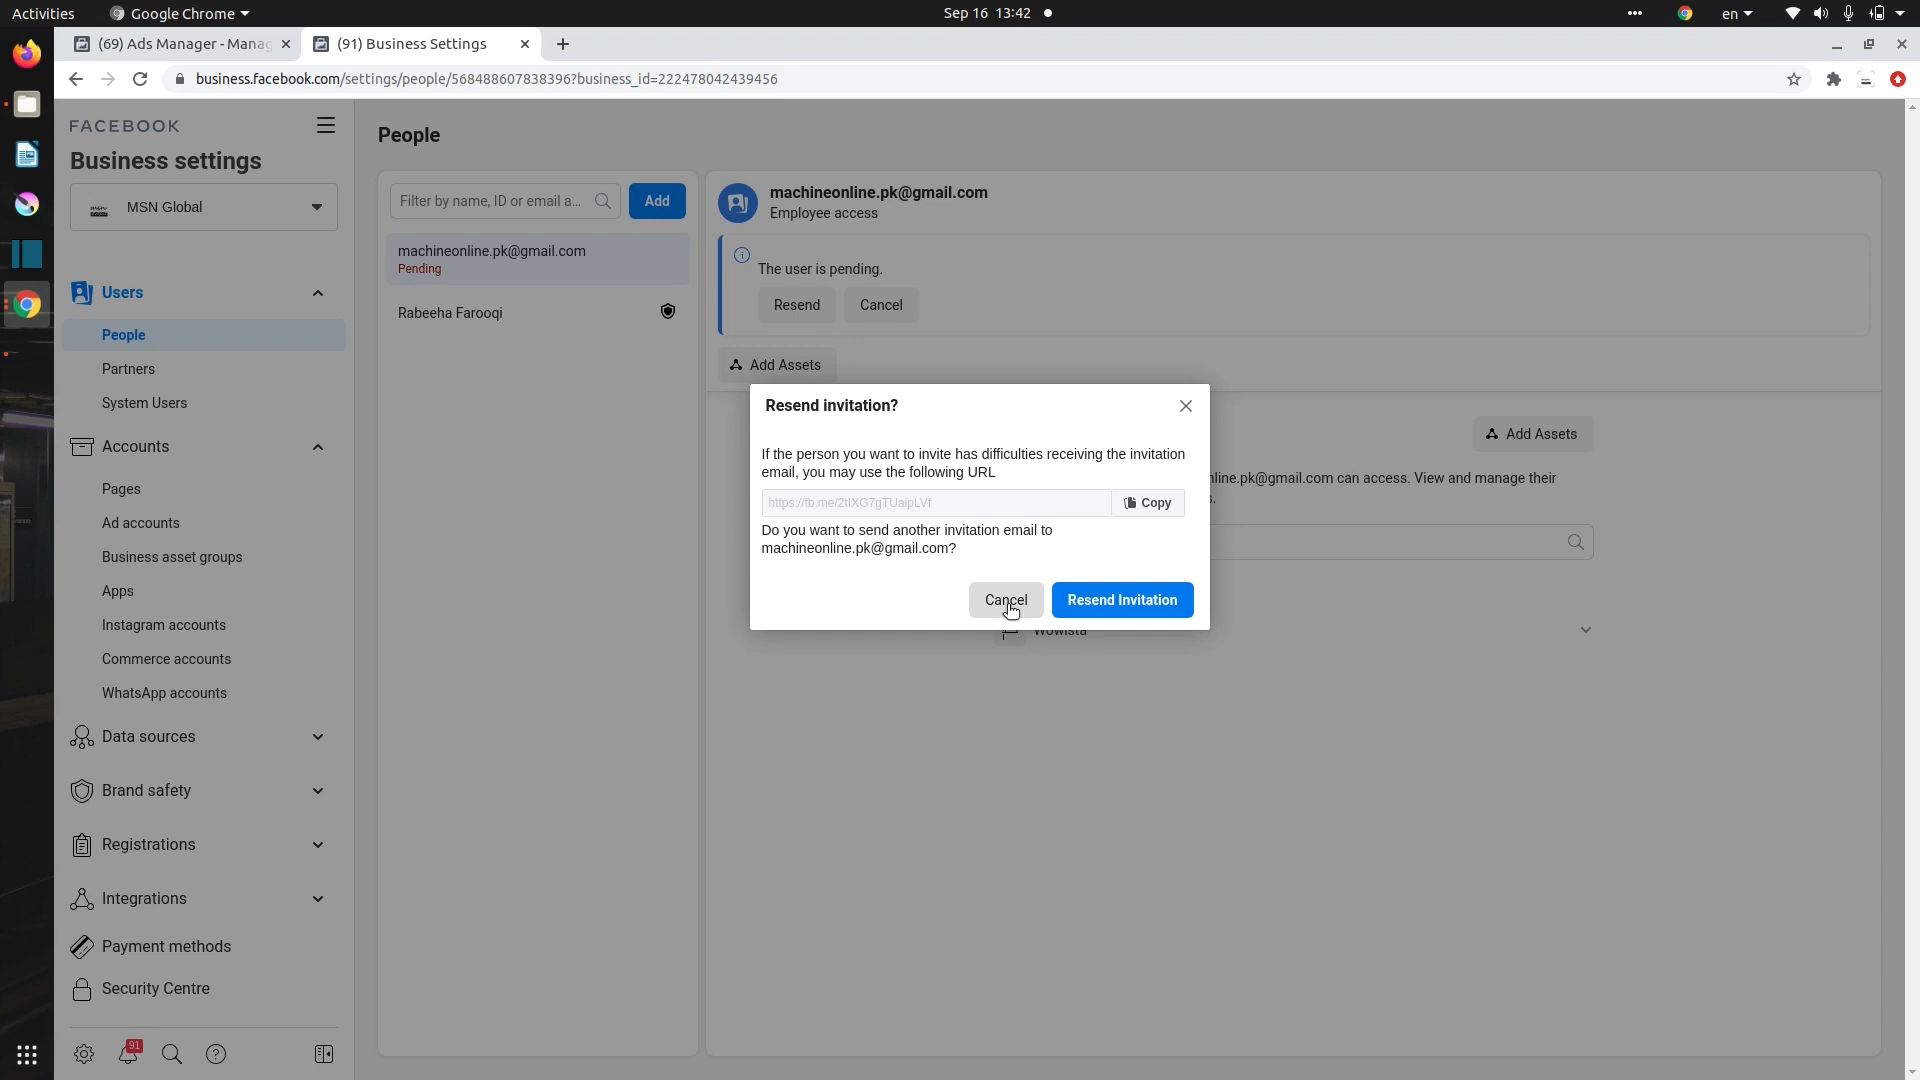 Activities
Google Chrome
Sep 16 13:42
en
(69) Ads Manager - Manag
(91) Business Settings
business.facebook.com/settings/people/568488607838396?business_id=222478042439456
FACEBOOK
Business settings
MSN Global
Users
People
Partners
System Users
Accounts
Pages
Ad accounts
Business asset groups
Apps
Instagram accounts
Commerce accounts
WhatsApp accounts
Data sources
Brand safety
Registrations
Integrations
Payment methods
Security Centre
91
People
Filter by name, ID or email a...
Add
machineonline.pk@gmail.com
Pending
Rabeeha Farooqi
machineonline.pk@gmail.com
Employee access
The user is pending.
Resend
Cancel
Add Assets
Add Assets
nline.pk@gmail.com can access. View and manage their
s.
Wowista
Resend invitation?
If the person you want to invite has difficulties receiving the invitation
email, you may use the following URL
https://fb.me/2tIXG7gTUaipLVf
Copy
Do you want to send another invitation email to
machineonline.pk@gmail.com?
Cancel
Resend Invitation